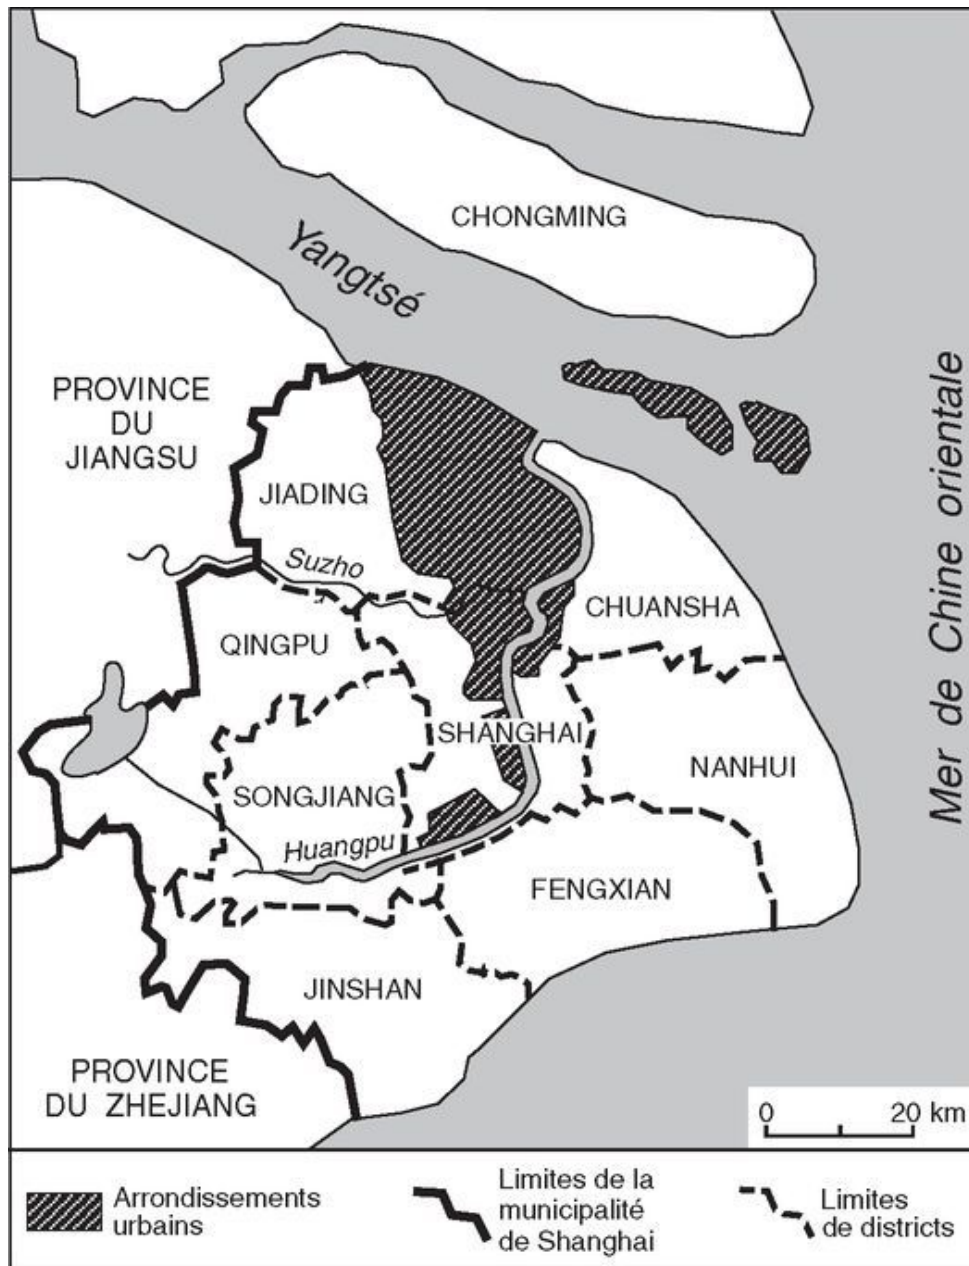 CHONGMING
Yangtsé
Mer de Chine orientale
PROVINCE
DU
JIANGSU
JIADING
Suzho
CHUANSHA
QINGPU
SHANGHAI
NANHUI
SONGJIANG
Huangpu
FENGXIAN
JINSHAN
PROVINCE
DU ZHEJIANG
0 20 km
Arrondissements
urbains
Limites de la
municipalité
de Shanghai
Limites
de districts